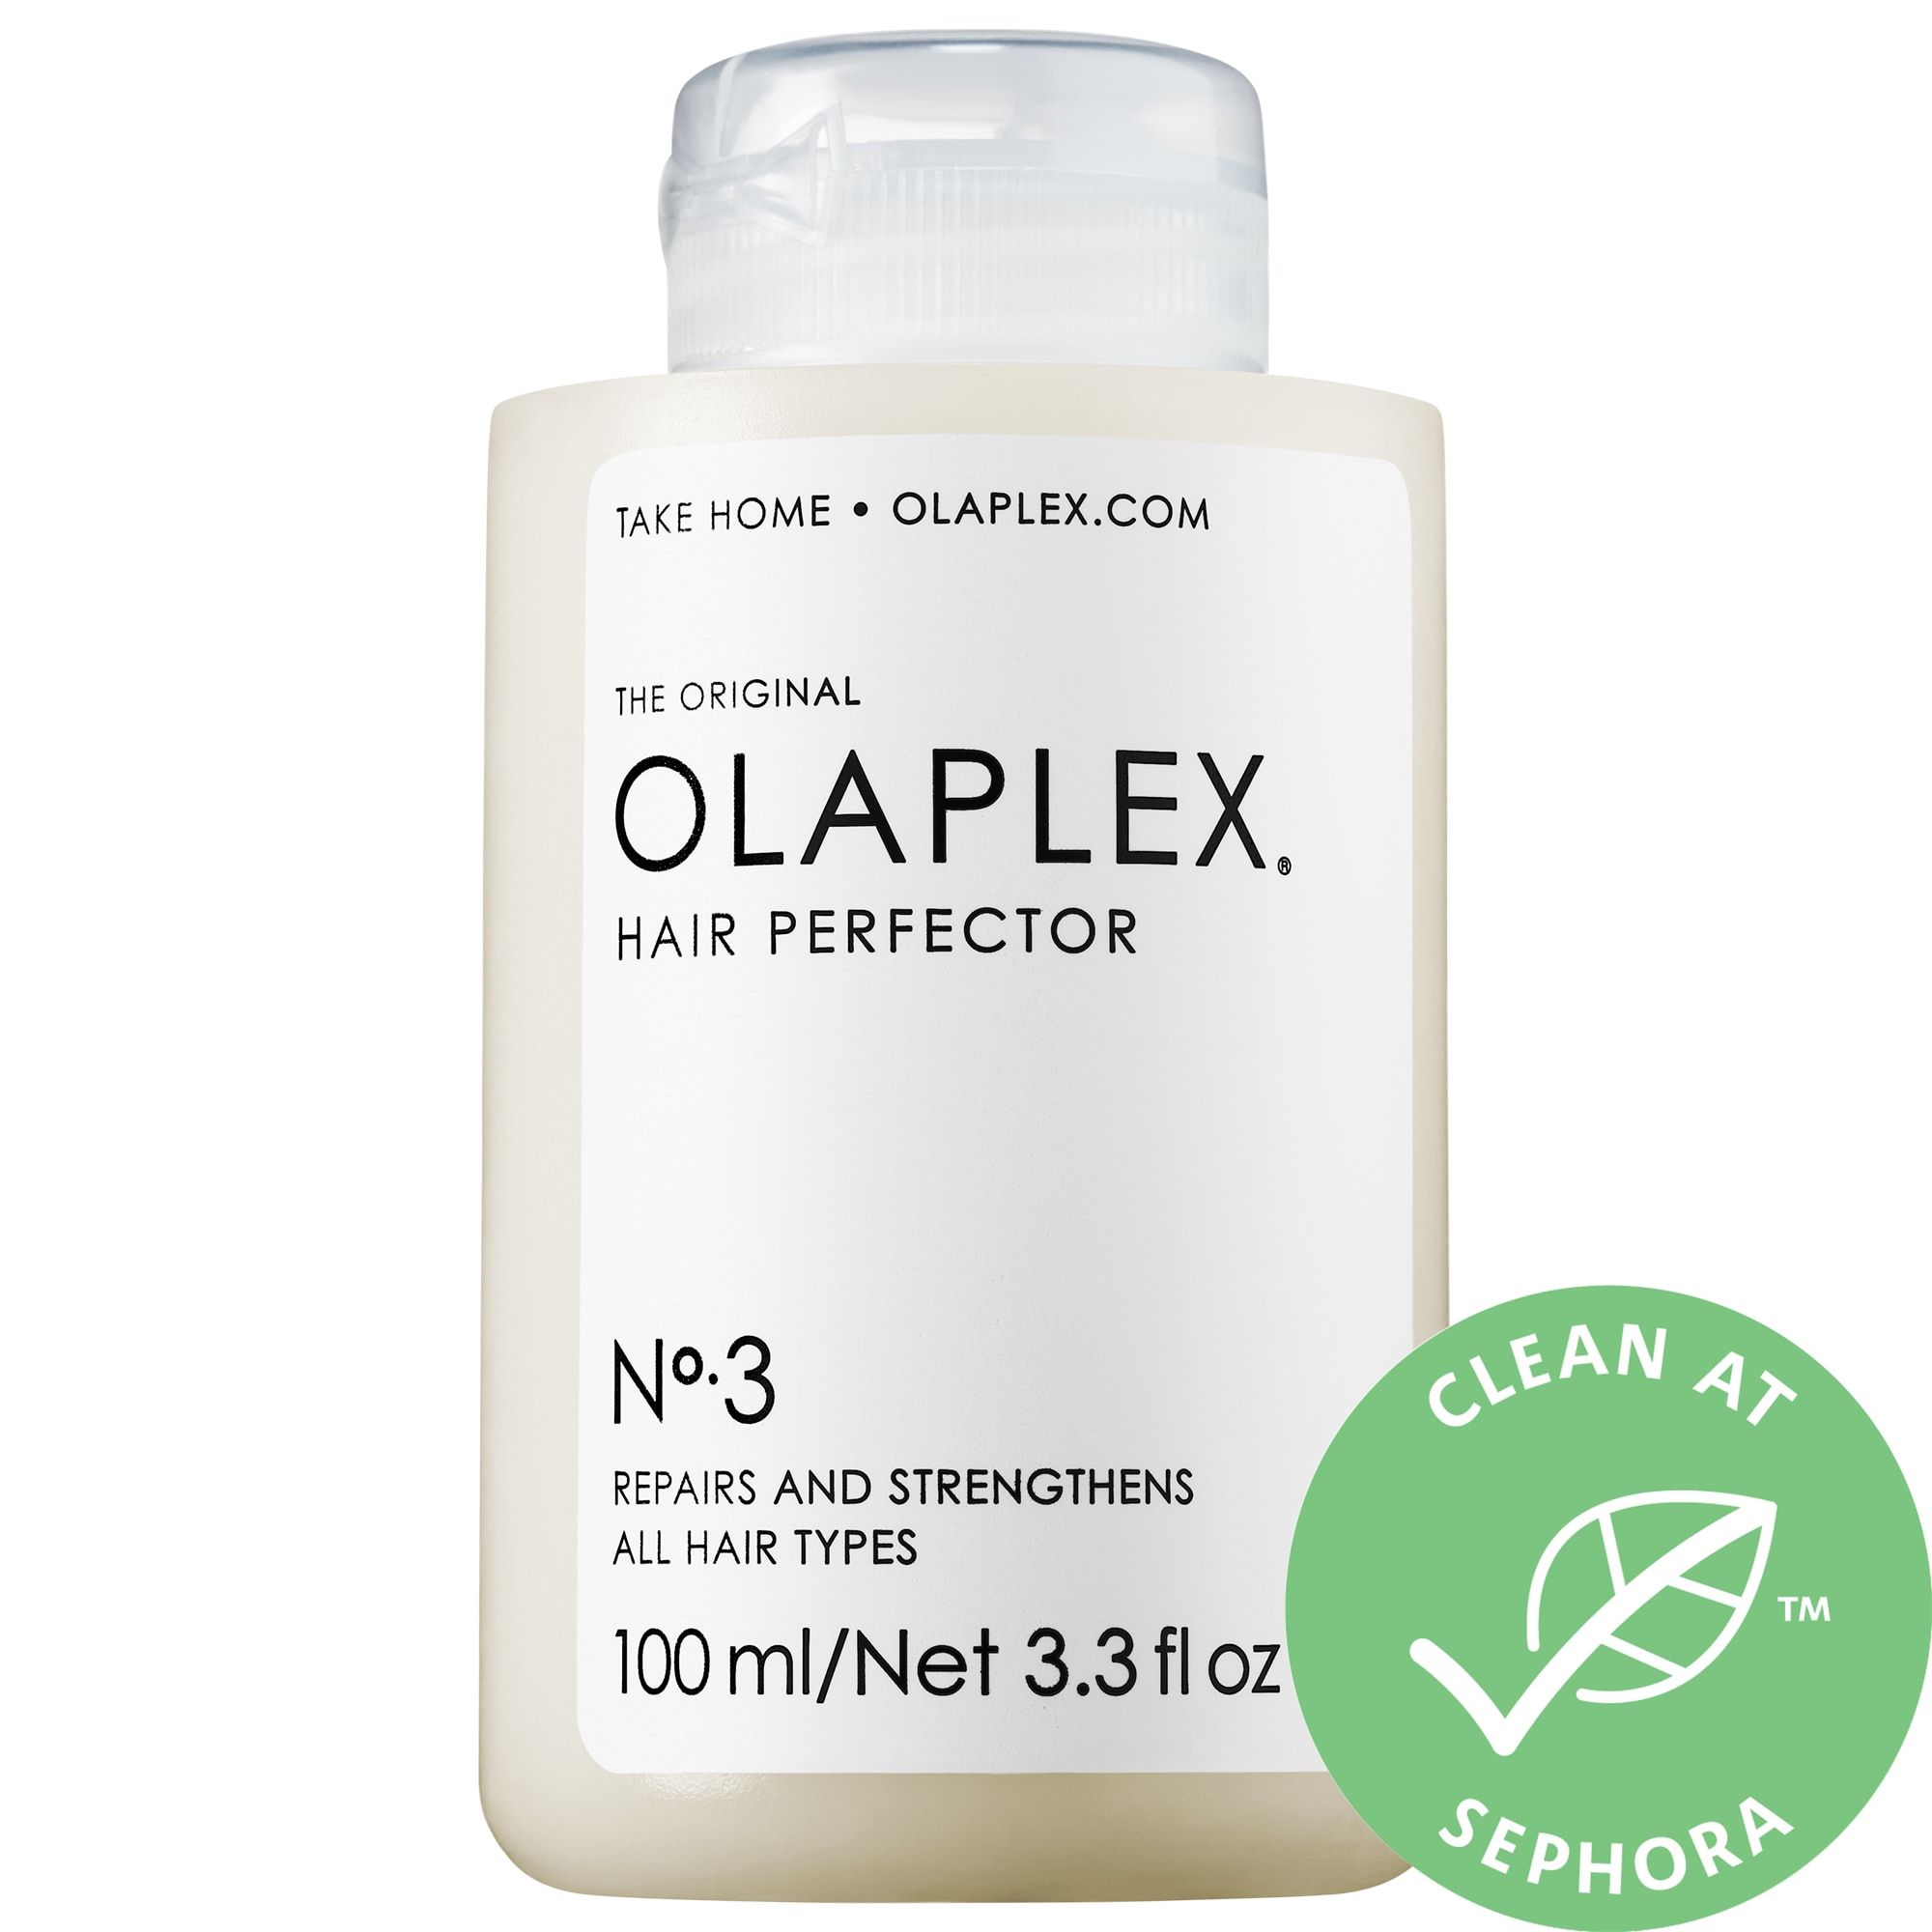 TAKE HOME • OLAPLEX.COM
THE ORIGINAL
OLAPLEX®
HAIR PERFECTOR
Nº.3
REPAIRS AND STRENGTHENS
ALL HAIR TYPES
100 ml/Net 3.3 fl oz
CLEAN AT
TM
SEPHORA